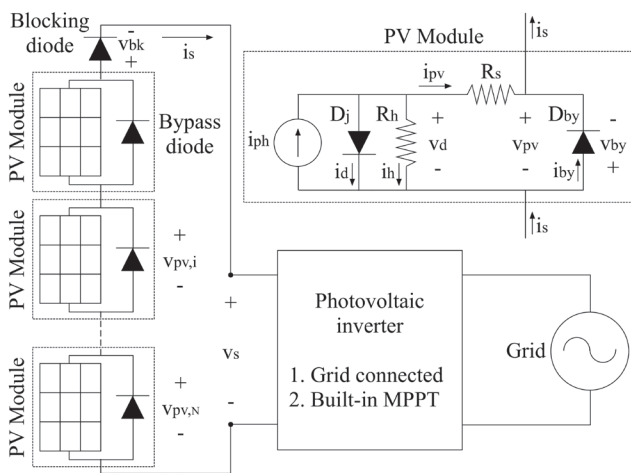 Blocking
diode
-
vbk
+
is
PV Module
Bypass
diode
PV Module
+
vpv,i
-
PV Module
+
vpv,N
-
+
vs
-
PV Module
is
iph
Dj
id
Rh
ih
ipv
Rs
+
vd
-
+
vpv
-
Dby
iby
-
vby
+
is
Photovoltaic
inverter
1. Grid connected
2. Built-in MPPT
Grid